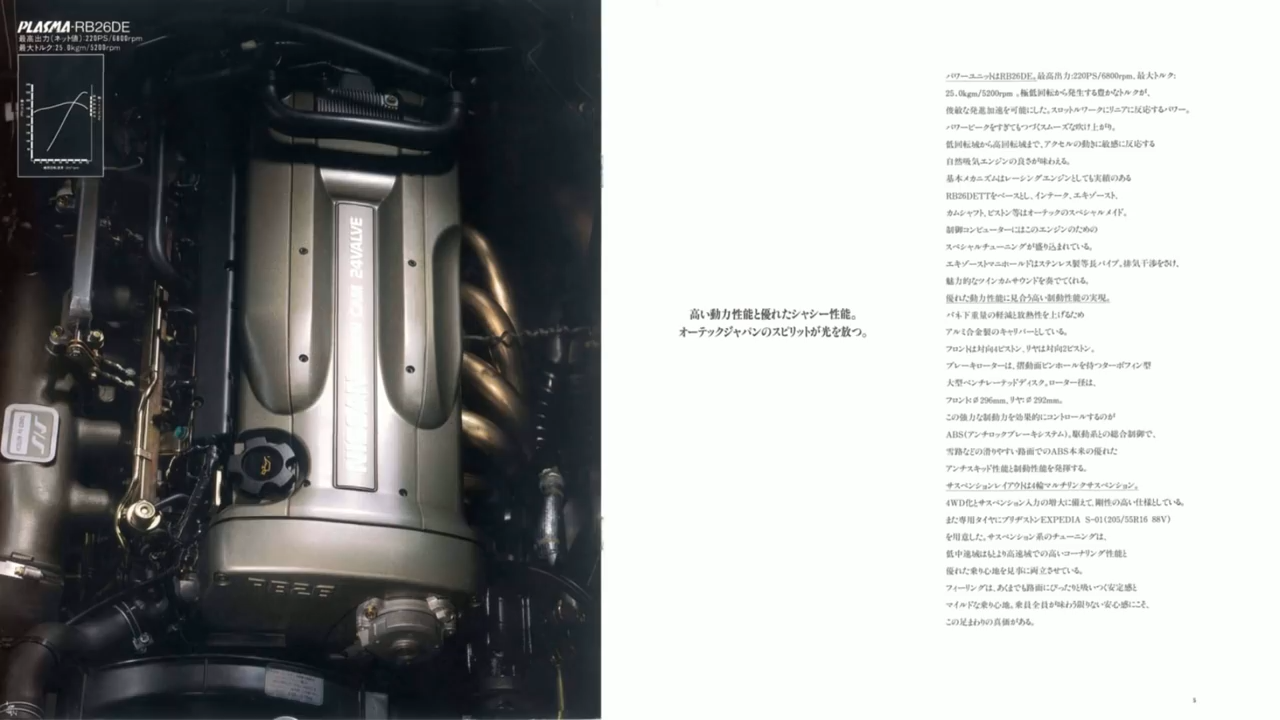 PLASMA-RB26DE
最高出力(ネット値):220PS/6800rpm
最大トルク:25.0kgm/5200rpm
NISSAN
CAM 24VALVE
高い動力性能と優れたシャシー性能。
オーテックジャパンのスピリットが光を放つ。
パワーユニットはRB26DE。最高出力:220PS/6800rpm、最大トルク:
25.0kgm/5200rpm 。極低回転から発生する豊かなトルクが、
俊敏な発進加速を可能にした。スロットルワークにリニアに反応するパワー。
パワーピークをすぎてもつづくスムーズな吹け上がり。
低回転域から高回転域まで、アクセルの動きに敏感に反応する
自然吸気エンジンの良さが味わえる。
基本メカニズムはレーシングエンジンとしても実績のある
RB26DETTをベースとし、インテーク、エキゾースト、
カムシャフト、ピストン等はオーテックのスペシャルメイド。
制御コンピューターにはこのエンジンのための
スペシャルチューニングが盛り込まれている。
エキゾーストマニホールドはステンレス製等長パイプ。排気干渉をさけ、
魅力的なツインカムサウンドを奏でてくれる。
優れた動力性能に見合う高い制動性能の実現。
バネ下重量の軽減と放熱性を上げるため
アルミ合金製のキャリパーとしている。
フロントは対向4ピストン、リヤは対向2ピストン。
ブレーキローターは、摺動面ピンホールを持つターボフィン型
大型ベンチレーテッドディスク。ローター径は、
フロント:φ296mm、リヤ:φ292mm。
この強力な制動力を効果的にコントロールするのが
ABS(アンチロックブレーキシステム)。駆動系との総合制御で、
雪路などの滑りやすい路面でのABS本来の優れた
アンチスキッド性能と制動性能を発揮する。
サスペンションレイアウトは4輪マルチリンクサスペンション。
4WD化とサスペンション入力の増大に備えて、剛性の高い仕様としている。
また専用タイヤにブリヂストンEXPEDIA S-01(205/55R16 88V)
を用意した。サスペンション系のチューニングは、
低中速域はもとより高速域での高いコーナリング性能と
優れた乗り心地を見事に両立させている。
フィーリングは、あくまでも路面にぴったりと吸いつく安定感と
マイルドな乗り心地。乗員全員が味わう限りない安心感にこそ、
この足まわりの真価がある。
5